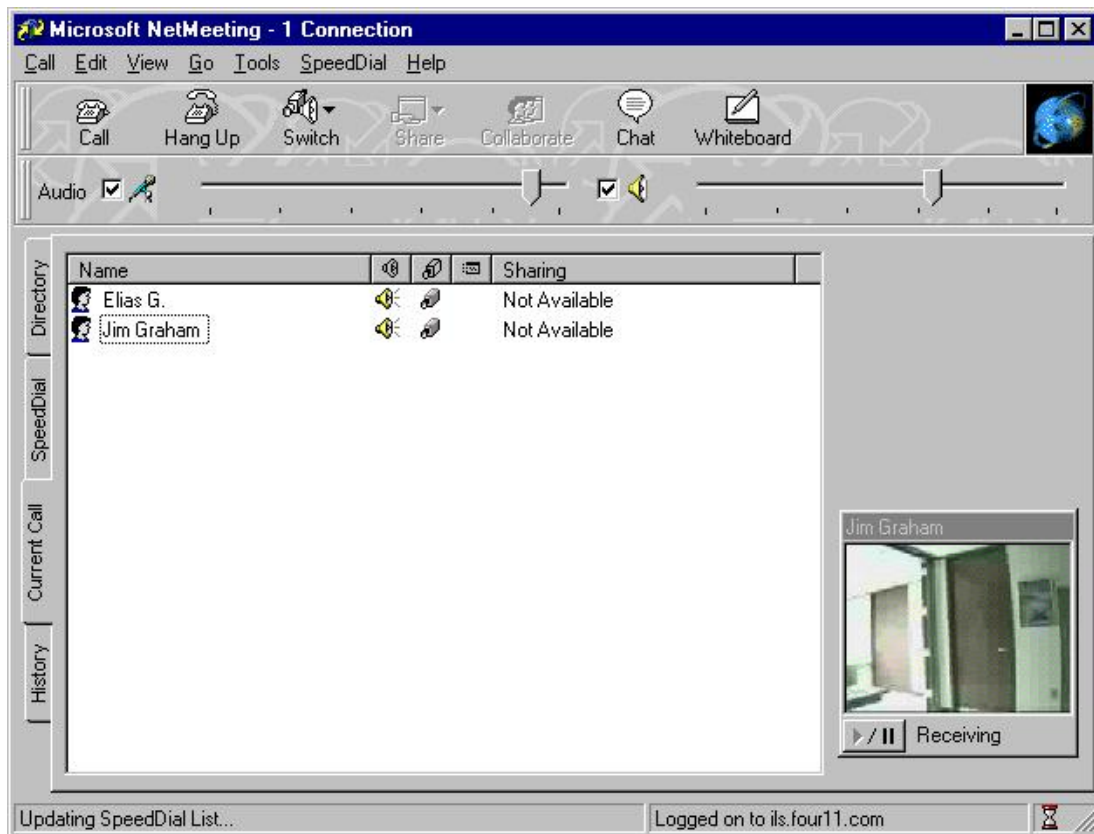 Microsoft NetMeeting - 1 Connection
Call Edit View Go Tools SpeedDial Help
Call Hang Up Switch Share Collaborate Chat Whiteboard
Audio
Directory
SpeedDial
Current Call
History
Name Sharing
Elias G. Not Available
Jim Graham Not Available
Jim Graham
Receiving
Updating SpeedDial List... Logged on to ils.four11.com